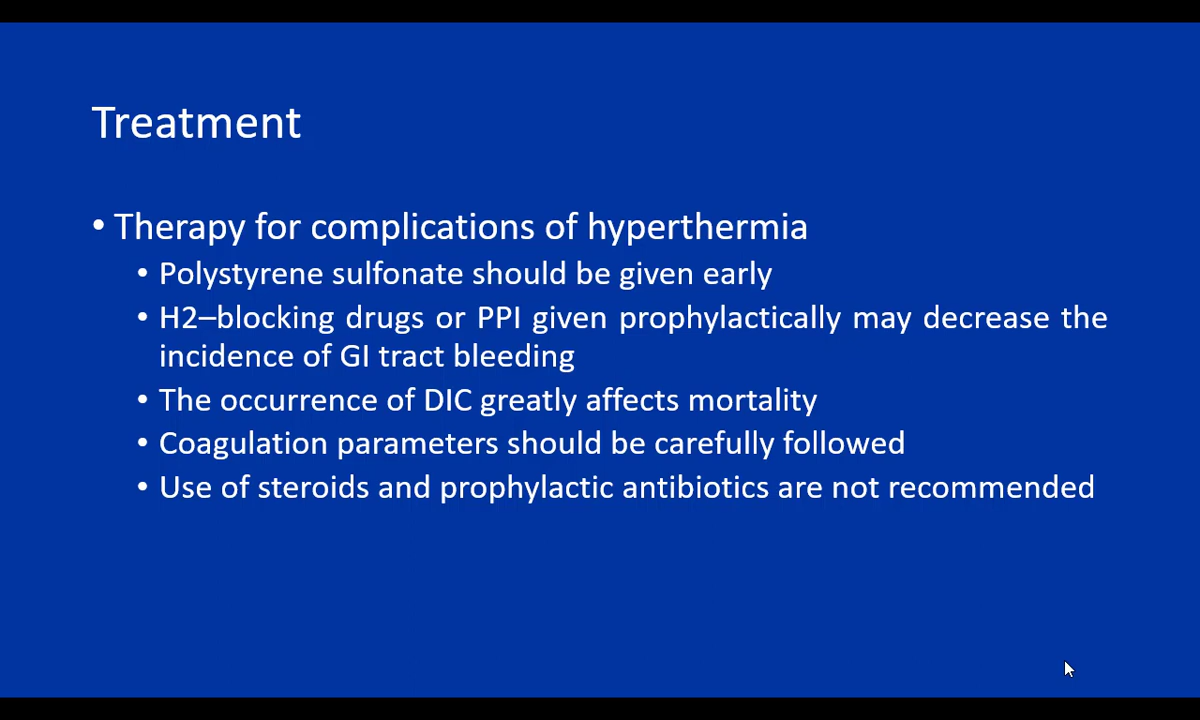 Treatment
• Therapy for complications of hyperthermia
• Polystyrene sulfonate should be given early
• H2–blocking drugs or PPI given prophylactically may decrease the
incidence of GI tract bleeding
• The occurrence of DIC greatly affects mortality
• Coagulation parameters should be carefully followed
• Use of steroids and prophylactic antibiotics are not recommended